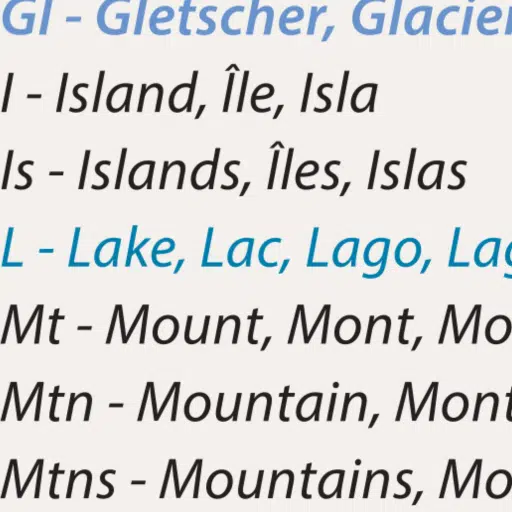 Gl - Gletscher, Glacier
I - Island, Île, Isla
Is - Islands, Îles, Islas
L - Lake, Lac, Lago,
Mt - Mount, Mont,
Mtn - Mountain,
Mtns - Mountains,